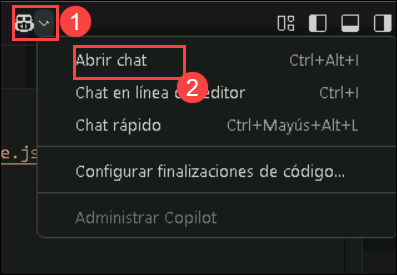 1
Abrir chat Ctrl+Alt+I
2
Chat en línea editor Ctrl+I
Chat rápido Ctrl+Mayús+Alt+L
e.js
Configurar finalizaciones de código...
Administrar Copilot